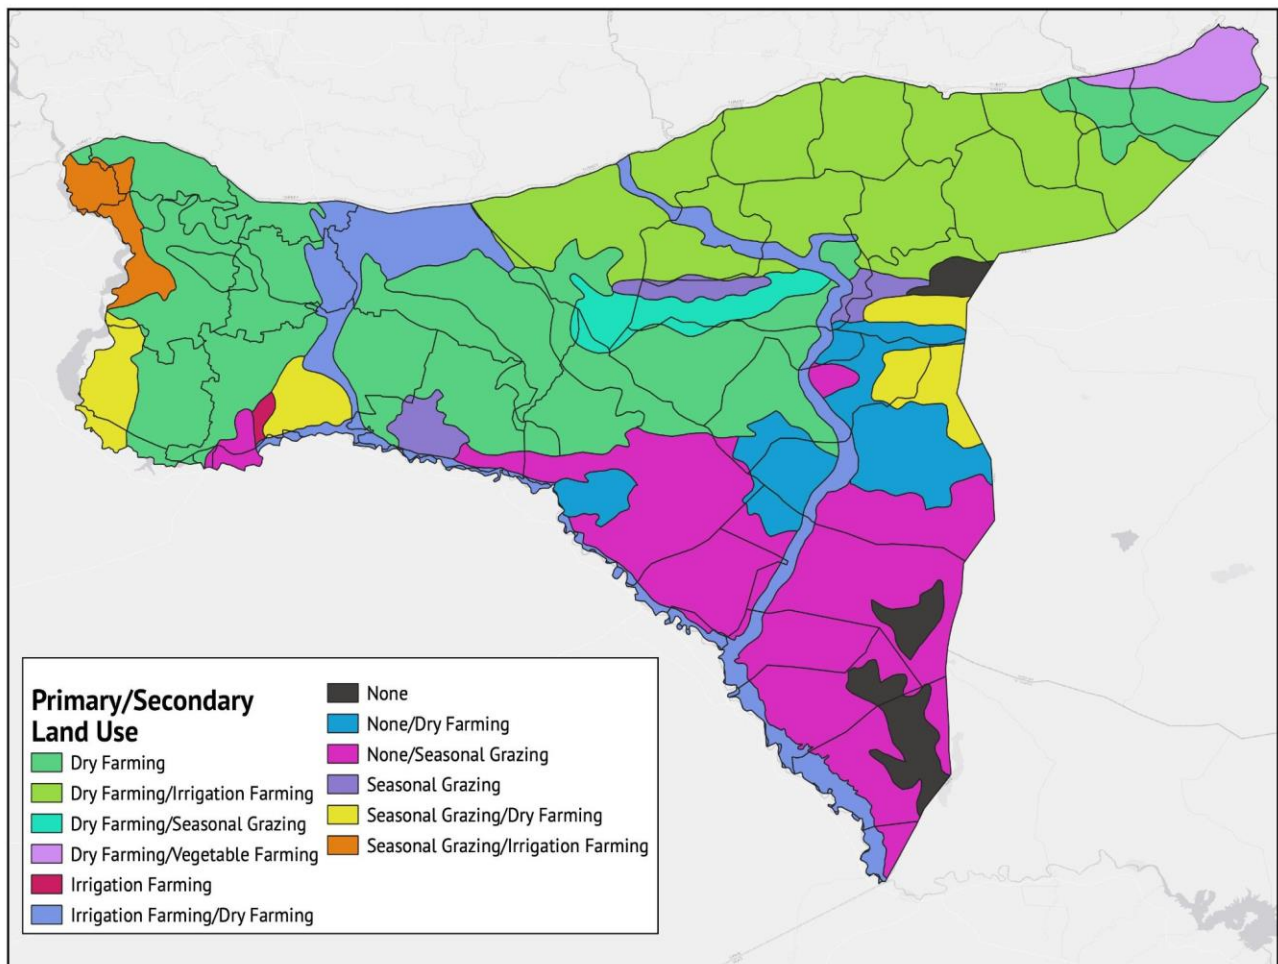 Primary/Secondary
Land Use
Dry Farming
Dry Farming/Irrigation Farming
Dry Farming/Seasonal Grazing
Dry Farming/Vegetable Farming
Irrigation Farming
Irrigation Farming/Dry Farming
None
None/Dry Farming
None/Seasonal Grazing
Seasonal Grazing
Seasonal Grazing/Dry Farming
Seasonal Grazing/Irrigation Farming